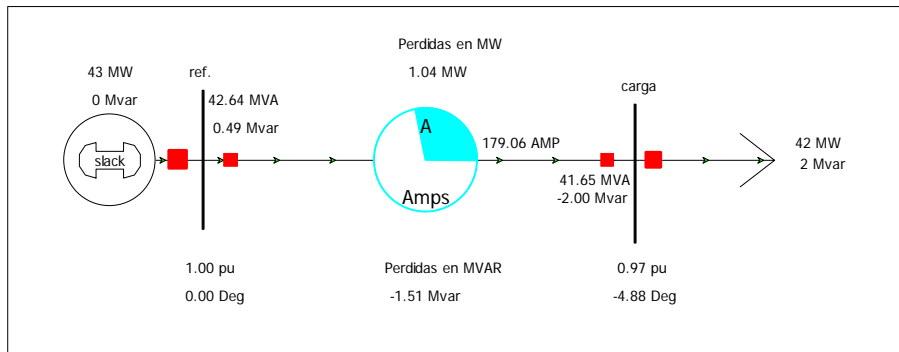 43 MW
0 Mvar
slack
ref.
42.64 MVA
0.49 Mvar
1.00 pu
0.00 Deg
Perdidas en MW
1.04 MW
A
Amps
179.06 AMP
Perdidas en MVAR
-1.51 Mvar
carga
41.65 MVA
-2.00 Mvar
0.97 pu
-4.88 Deg
42 MW
2 Mvar